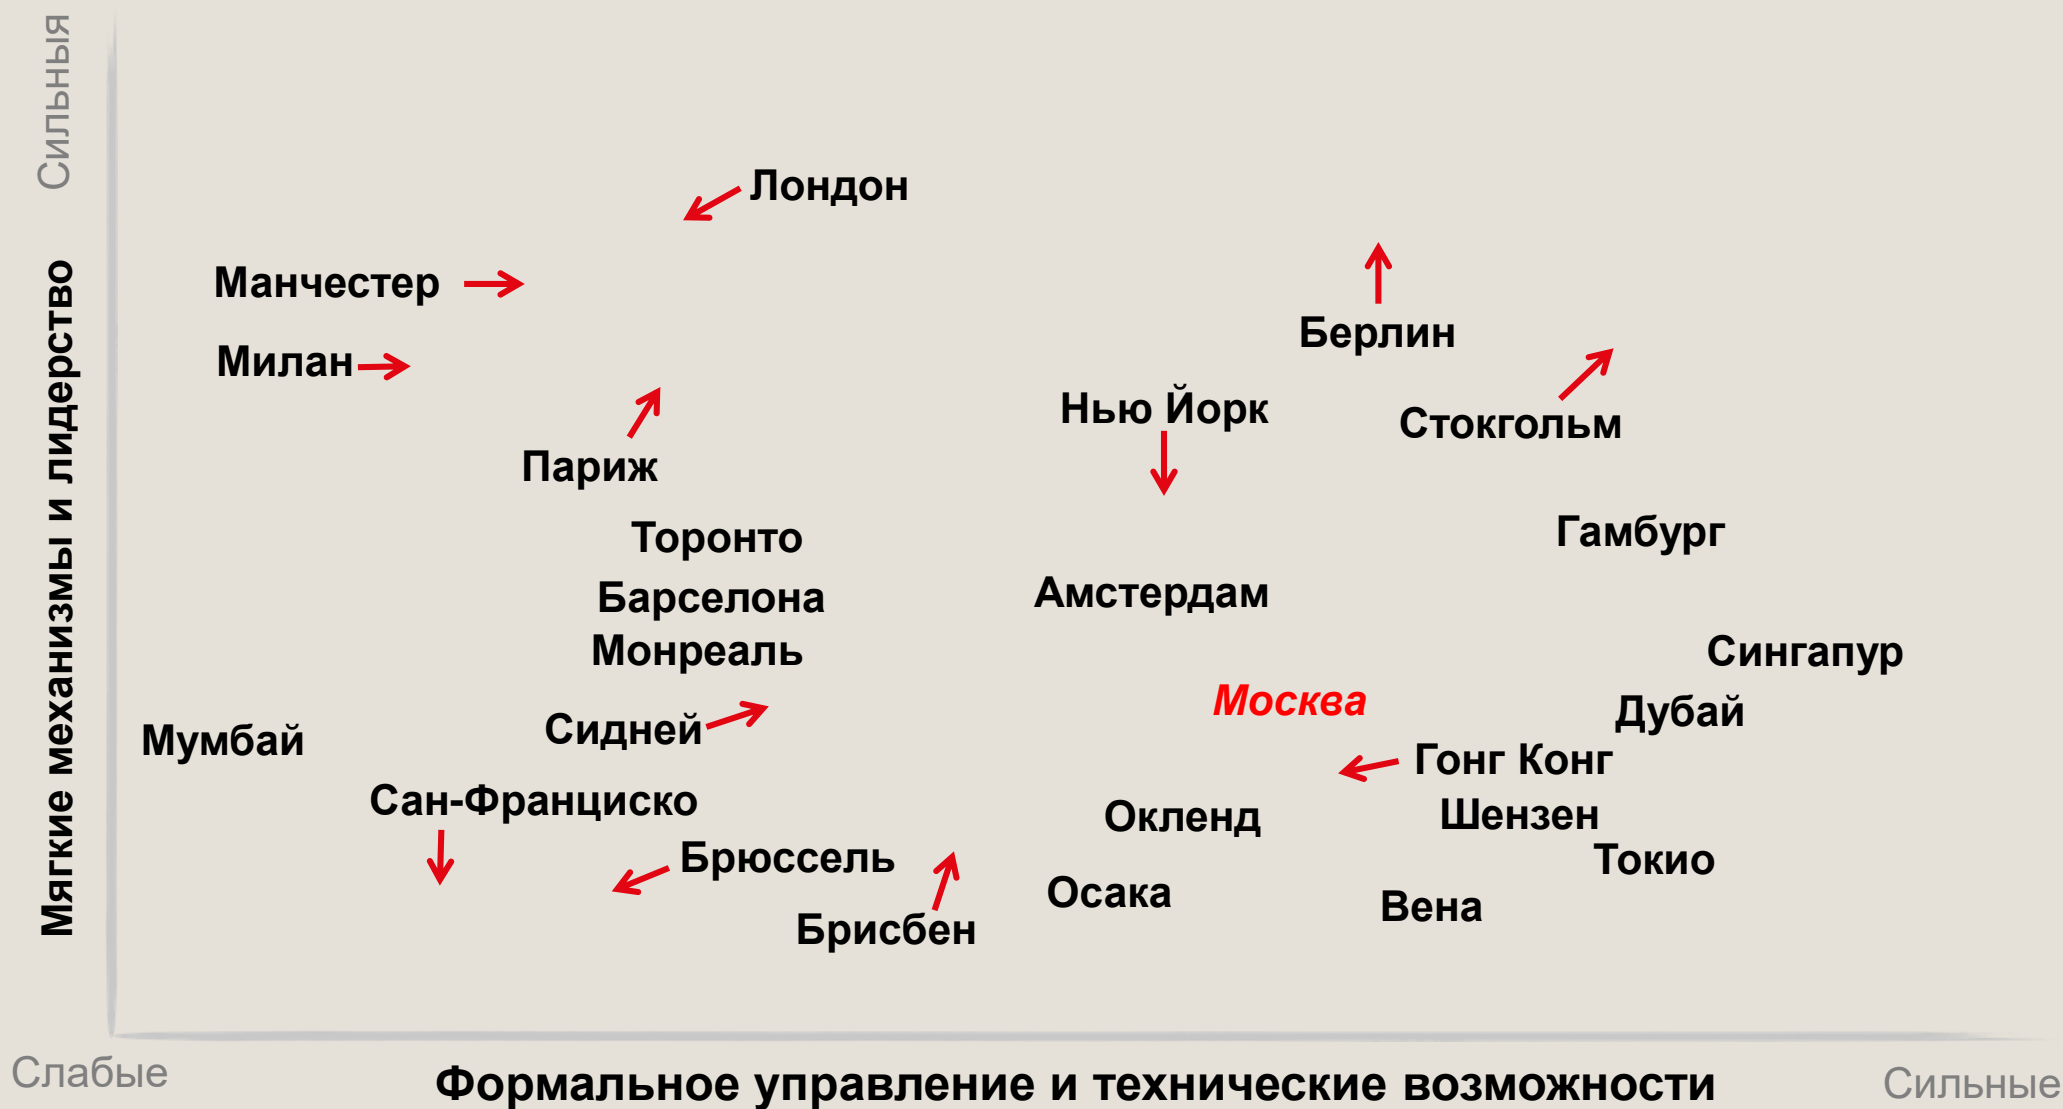 Сильныя
Мягкие механизмы и лидерство
Лондон
Манчестер
Берлин
Милан
Нью Йорк
Стокгольм
Париж
Гамбург
Торонто
Амстердам
Барселона
Монреаль
Сингапур
Москва
Дубай
Сидней
Мумбай
Гонг Конг
Сан-Франциско
Окленд
Шензен
Брюссель
Токио
Осака
Вена
Брисбен
Слабые
Формальное управление и технические возможности
Сильные